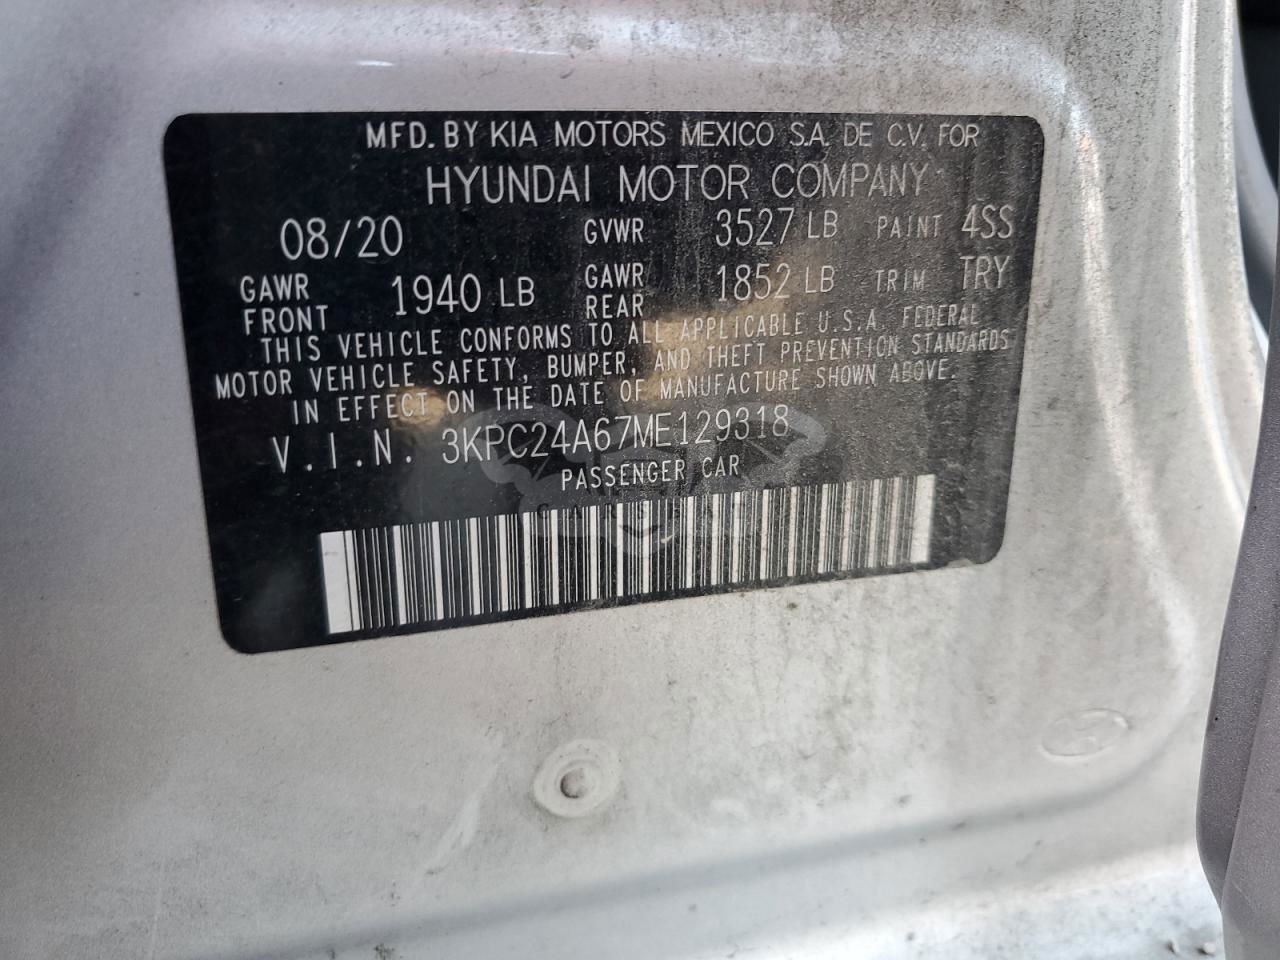 MFD. BY KIA MOTORS MEXICO S.A. DE C.V. FOR
HYUNDAI MOTOR COMPANY
08/20 GVWR 3527 LB PAINT 4SS
GAWR FRONT 1940 LB GAWR REAR 1852 LB TRIM TRY
THIS VEHICLE CONFORMS TO ALL APPLICABLE U.S.A. FEDERAL
MOTOR VEHICLE SAFETY, BUMPER, AND THEFT PREVENTION STANDARDS
IN EFFECT ON THE DATE OF MANUFACTURE SHOWN ABOVE.
V.I.N. 3KPC24A67ME129318
PASSENGER CAR